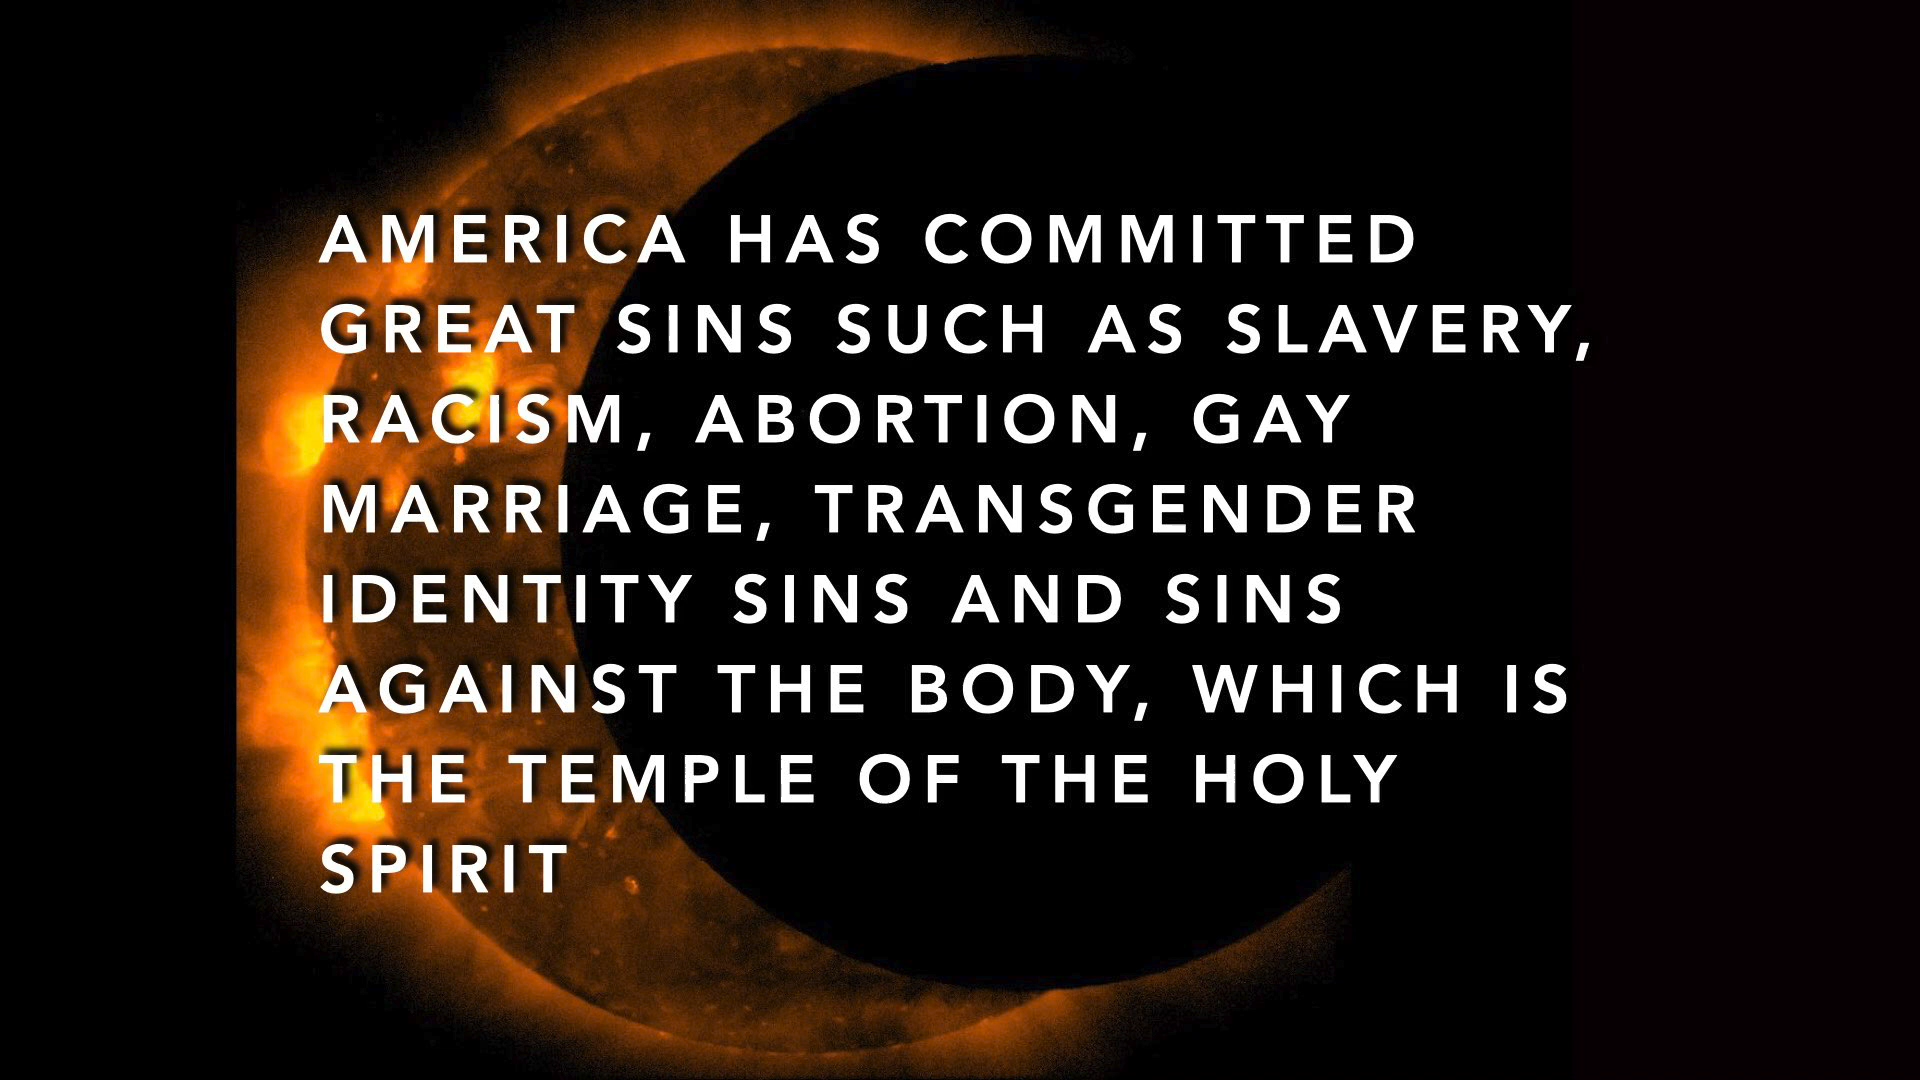 AMERICA HAS COMMITTED
GREAT SINS SUCH AS SLAVERY,
RACISM, ABORTION, GAY
MARRIAGE, TRANSGENDER
IDENTITY SINS AND SINS
AGAINST THE BODY, WHICH IS
THE TEMPLE OF THE HOLY
SPIRIT